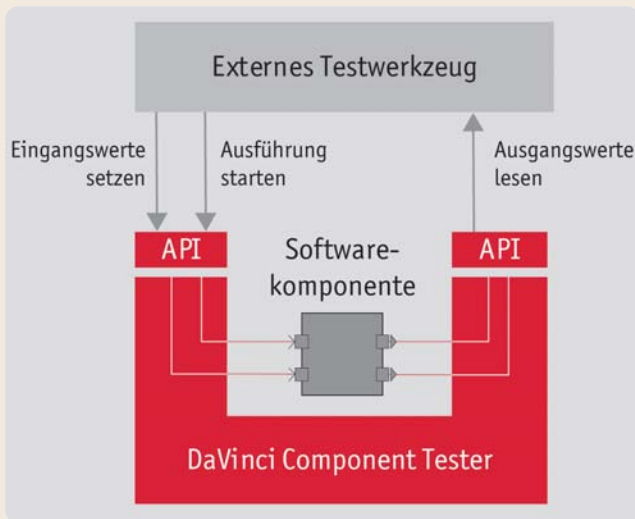 Externes Testwerkzeug
Eingangswerte
setzen
Ausführung
starten
Ausgangswerte
lesen
API
Software-
komponente
API
DaVinci Component Tester